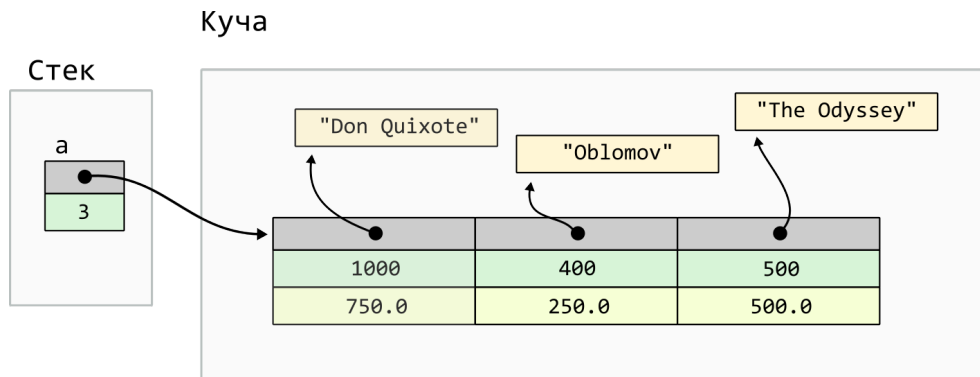 Куча
Стек
a
3
"Don Quixote"
"Oblomov"
"The Odyssey"
1000 400 500
750.0 250.0 500.0